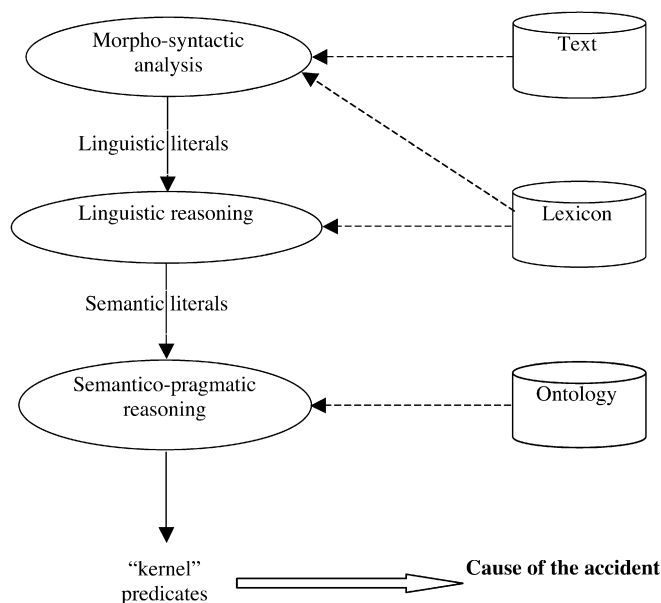 Morpho-syntactic
analysis
Text
Linguistic literals
Linguistic reasoning
Lexicon
Semantic literals
Semantico-pragmatic
reasoning
Ontology
“kernel”
predicates
Cause of the accident